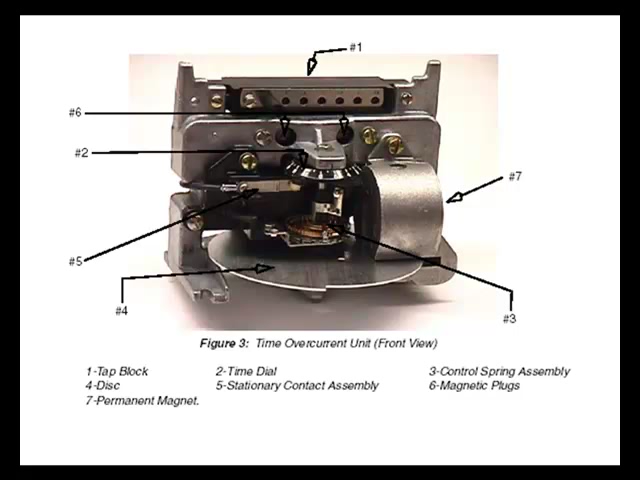 #1
#6
#2
#7
#5
#4
#3
Figure 3: Time Overcurrent Unit (Front View)
1-Tap Block 2-Time Dial 3-Control Spring Assembly
4-Disc 5-Stationary Contact Assembly 6-Magnetic Plugs
7-Permanent Magnet.